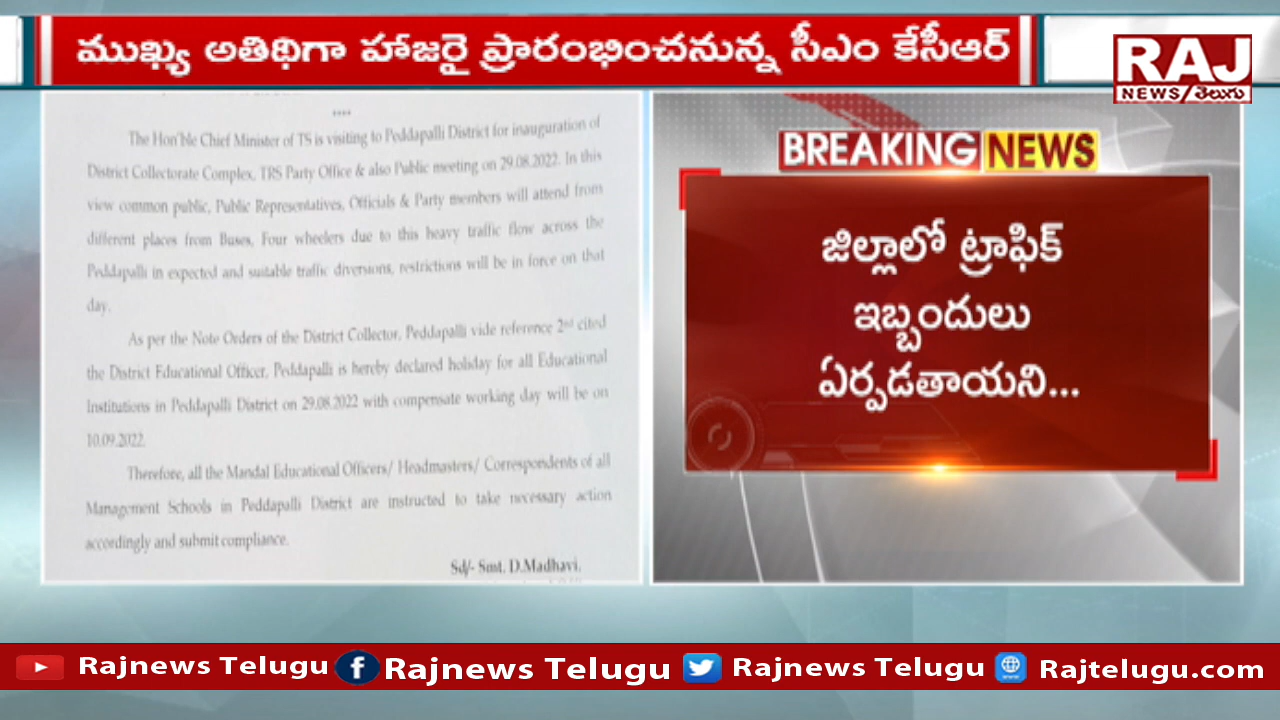 ముఖ్య అతిథిగా హాజరై ప్రారంభించనున్న సీఎం కేసీఆర్
RAJ
NEWS తెలుగు
****
The Hon'ble Chief Minister of TS is visiting to Peddapalli District for inauguration of
District Collectorate Complex, TRS Party Office & also Public meeting on 29.08.2022. In this
view common public, Public Representatives, Officials & Party members will attend from
different places from Buses, Four wheelers due to this heavy traffic flow across the
Peddapalli in expected and suitable traffic diversions, restrictions will be in force on that
day.
As per the Note Orders of the District Collector, Peddapalli vide reference 2nd cited
the District Educational Officer, Peddapalli is hereby declared holiday for all Educational
Institutions in Peddapalli District on 29.08.2022 with compensate working day will be on
10.09.2022.
Therefore, all the Mandal Educational Officers/ Headmasters/ Correspondents of all
Management Schools in Peddapalli District are instructed to take necessary action
accordingly and submit compliance.
Sd/- Smt. D.Madhavi,
BREAKING NEWS
జిల్లాలో ట్రాఫిక్
ఇబ్బందులు
ఏర్పడతాయని...
Rajnews Telugu Rajnews Telugu Rajnews Telugu Rajtelugu.com